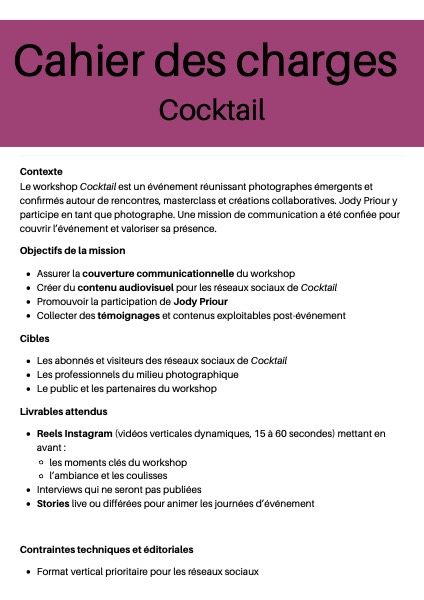 Cahier des charges
Cocktail
Contexte
Le workshop Cocktail est un événement réunissant photographes émergents et
confirmés autour de rencontres, masterclass et créations collaboratives. Jody Priour y
participe en tant que photographe. Une mission de communication a été confiée pour
couvrir l'événement et valoriser sa présence.
Objectifs de la mission
• Assurer la couverture communicationnelle du workshop
• Créer du contenu audiovisuel pour les réseaux sociaux de Cocktail
• Promouvoir la participation de Jody Priour
• Collecter des témoignages et contenus exploitables post-événement
Cibles
• Les abonnés et visiteurs des réseaux sociaux de Cocktail
• Les professionnels du milieu photographique
• Le public et les partenaires du workshop
Livrables attendus
• Reels Instagram (vidéos verticales dynamiques, 15 à 60 secondes) mettant en
avant :
◦ les moments clés du workshop
◦ l'ambiance et les coulisses
• Interviews qui ne seront pas publiées
• Stories live ou différées pour animer les journées d'événement
Contraintes techniques et éditoriales
• Format vertical prioritaire pour les réseaux sociaux